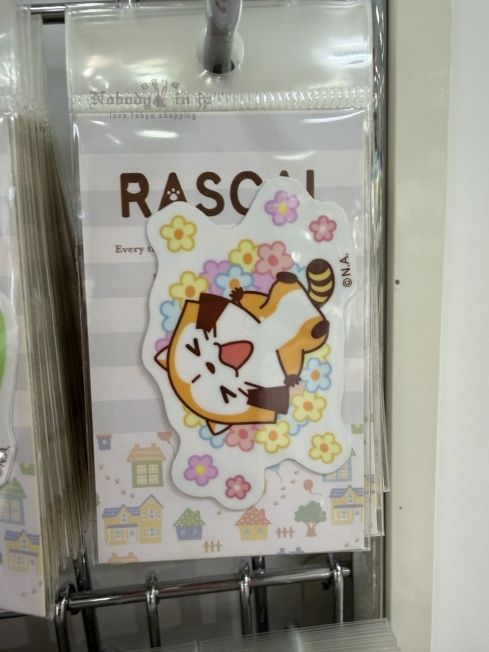 Nobody in jp
love tokyo shopping
RASCAL
Every
©N.A.
N.A.